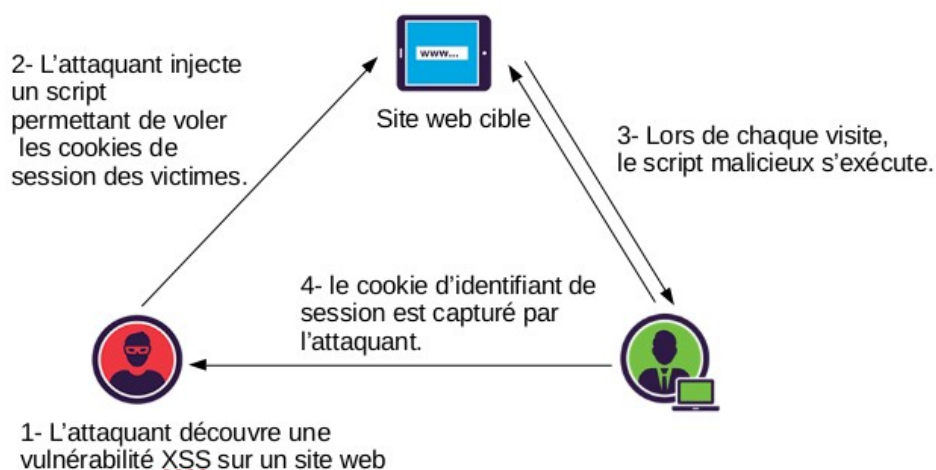 www...
Site web cible
2- L'attaquant injecte
un script
permettant de voler
les cookies de
session des victimes.
3- Lors de chaque visite,
le script malicieux s'exécute.
4- le cookie d'identifiant de
session est capturé par
l'attaquant.
1- L'attaquant découvre une
vulnérabilité XSS sur un site web